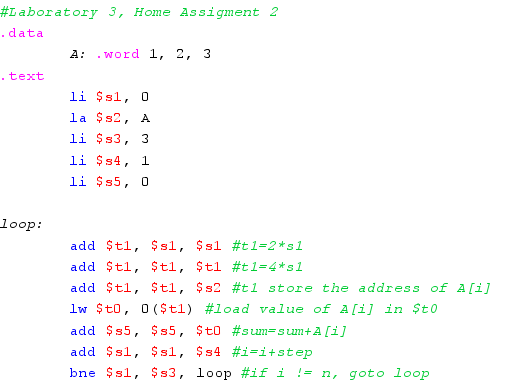 #Laboratory 3, Home Assigment 2
.data
A: .word 1, 2, 3
.text
li $s1, 0
la $s2, A
li $s3, 3
li $s4, 1
li $s5, 0
loop:
add $t1, $s1, $s1 #t1=2*s1
add $t1, $t1, $t1 #t1=4*s1
add $t1, $t1, $s2 #t1 store the address of A[i]
lw $t0, 0($t1) #load value of A[i] in $t0
add $s5, $s5, $t0 #sum=sum+A[i]
add $s1, $s1, $s4 #i=i+step
bne $s1, $s3, loop #if i != n, goto loop